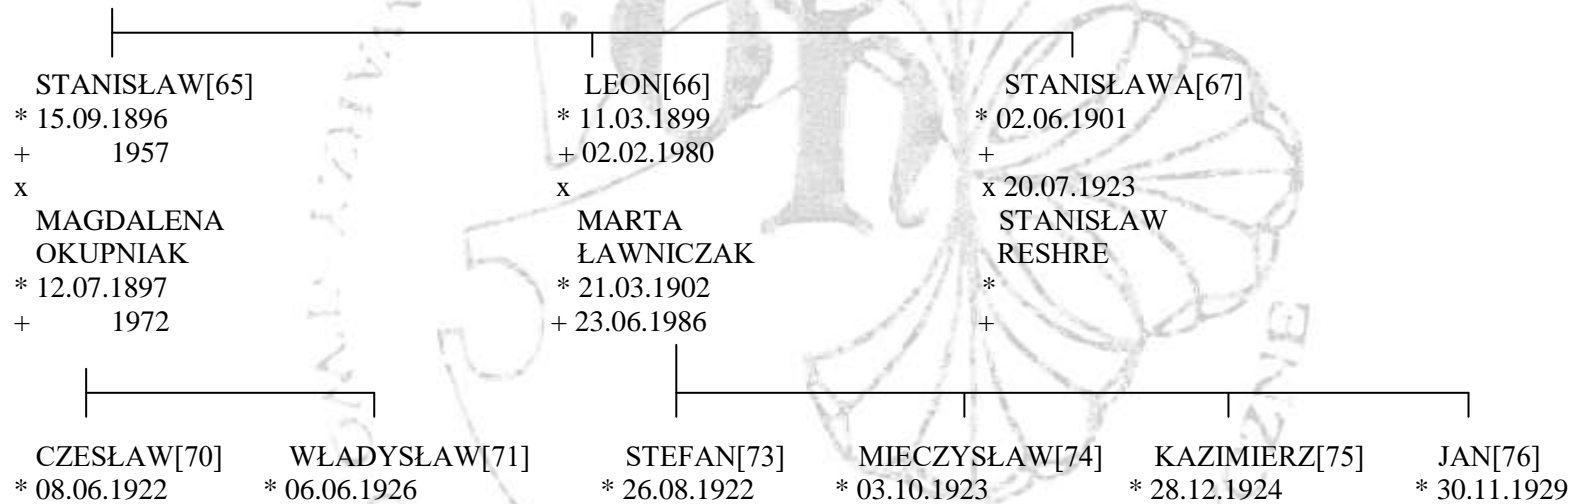 STANISŁAW[65] LEON[66] STANISŁAWA[67]
* 15.09.1896 * 11.03.1899 * 02.06.1901
+ 1957 + 02.02.1980 +
x x x 20.07.1923
MAGDALENA MARTA STANISŁAW
OKUPNIAK ŁAWNICZAK RESHRE
* 12.07.1897 * 21.03.1902 *
+ 1972 + 23.06.1986 +
CZESŁAW[70] WŁADYSŁAW[71] STEFAN[73] MIECZYSŁAW[74] KAZIMIERZ[75] JAN[76]
* 08.06.1922 * 06.06.1926 * 26.08.1922 * 03.10.1923 * 28.12.1924 * 30.11.1929